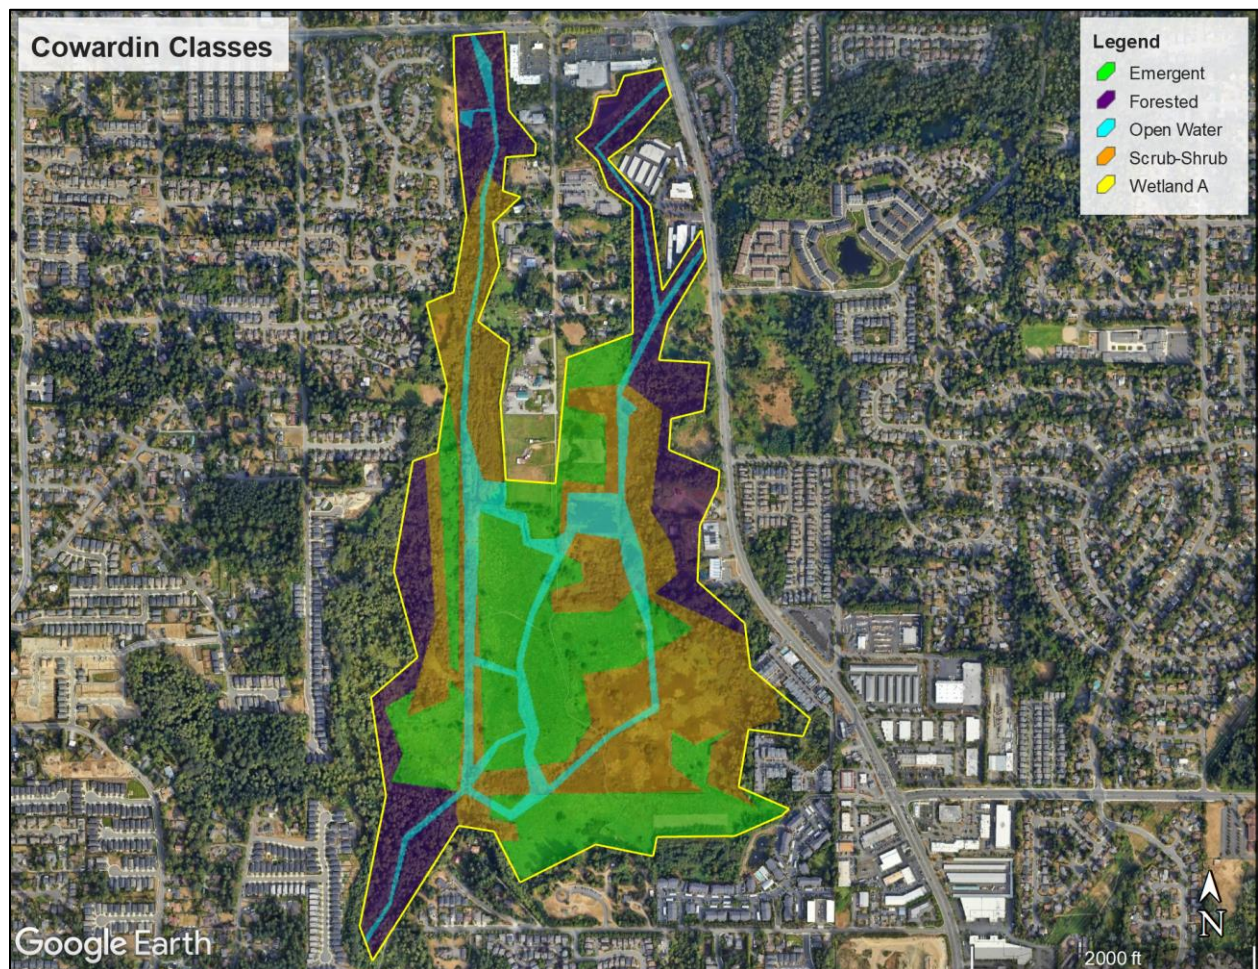 Cowardin Classes
Legend
Emergent
Forested
Open Water
Scrub-Shrub
Wetland A
N
Google Earth
2000 ft